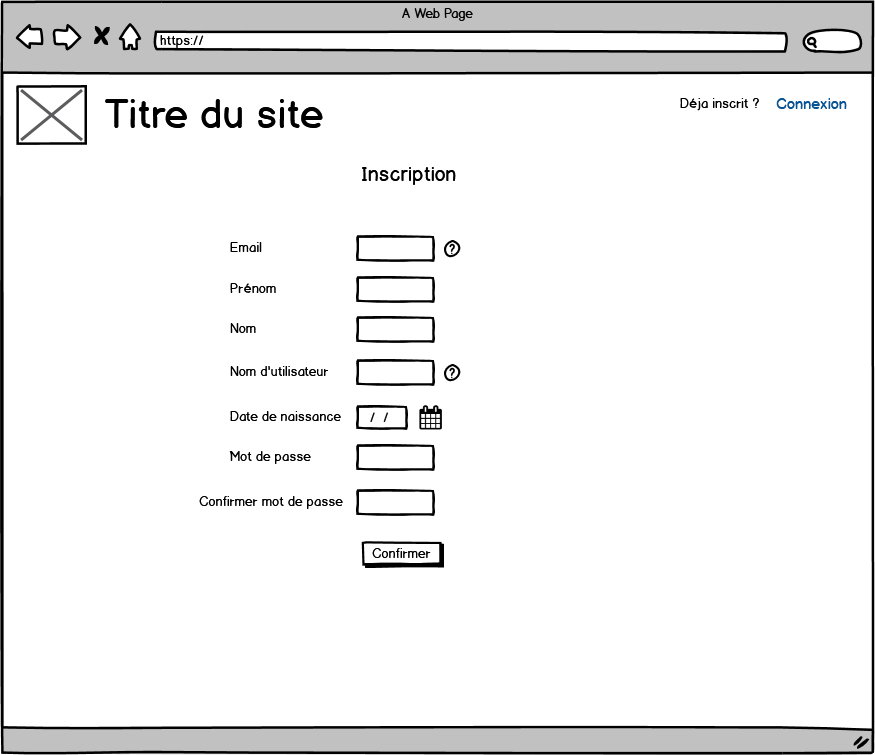 A Web Page
https://
Titre du site
Déja inscrit ? Connexion
Inscription
Email ?
Prénom
Nom
Nom d'utilisateur ?
Date de naissance / /
Mot de passe
Confirmer mot de passe
Confirmer